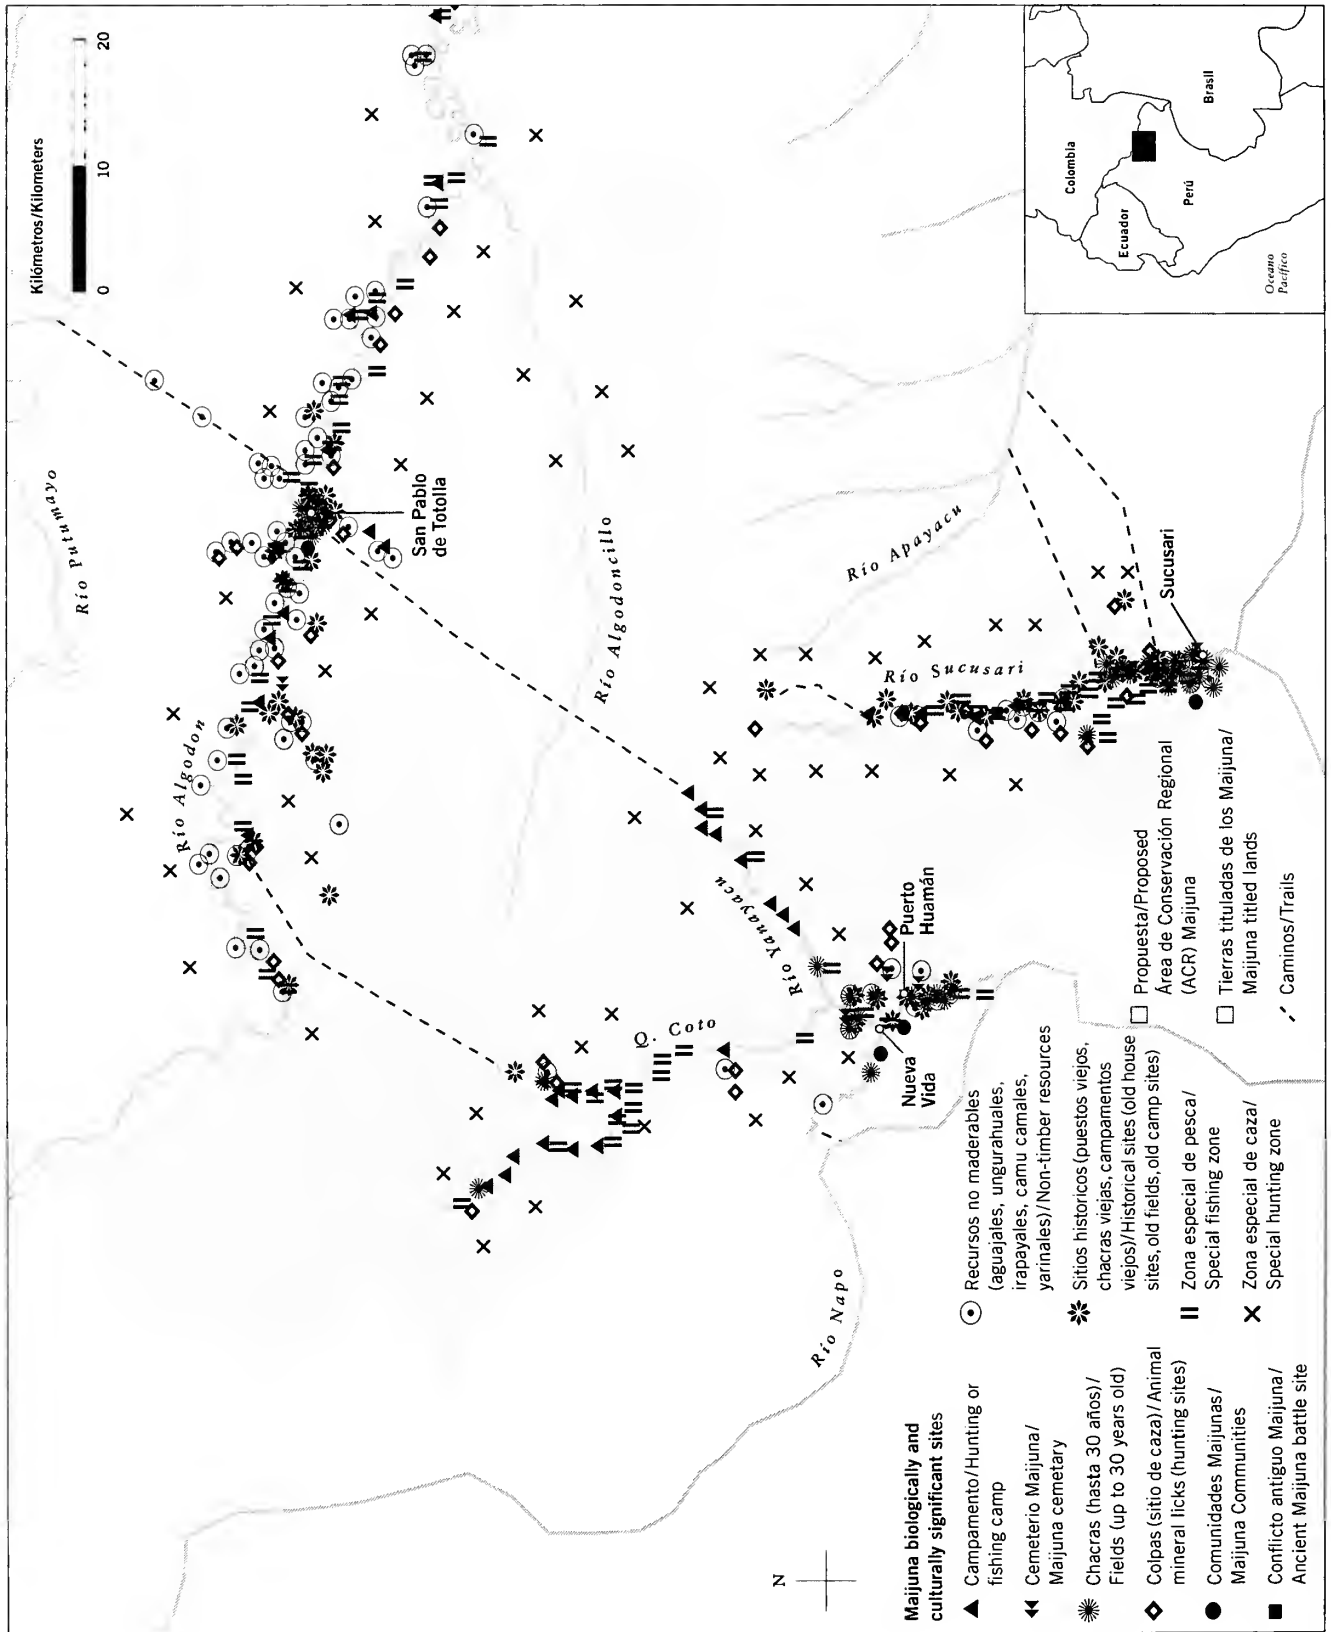 Kilómetros/Kilometers
0
10
20
Río Putumayo
Río Algodon
San Pablo
de Totolla
Río Algodoncillo
Río Apayacu
Río Sucusari
Sucusari
Río Yanayacu
Puerto
Huamán
Nueva
Vida
Q. Coto
Río Napo
Colombia
Ecuador
Perú
Brasil
Oceano
Pacífico
N
Maijuna biologically and
culturally significant sites
Campamento/Hunting or
fishing camp
Cemeterio Maijuna/
Maijuna cemetary
Chacras (hasta 30 años)/
Fields (up to 30 years old)
Colpas (sitio de caza)/Animal
mineral licks (hunting sites)
Comunidades Maijunas/
Maijuna Communities
Conflicto antiguo Maijuna/
Ancient Maijuna battle site
Recursos no maderables
(aguajales, ungurahuales,
irapayales, camu camales,
yarinales)/Non-timber resources
Sitios historicos (puestos viejos,
chacras viejas, campamentos
viejos)/Historical sites (old house
sites, old fields, old camp sites)
Zona especial de pesca/
Special fishing zone
Zona especial de caza/
Special hunting zone
Propuesta/Proposed
Área de Conservación Regional
(ACR) Maijuna
Tierras tituladas de los Maijuna/
Maijuna titled lands
Caminos/Trails